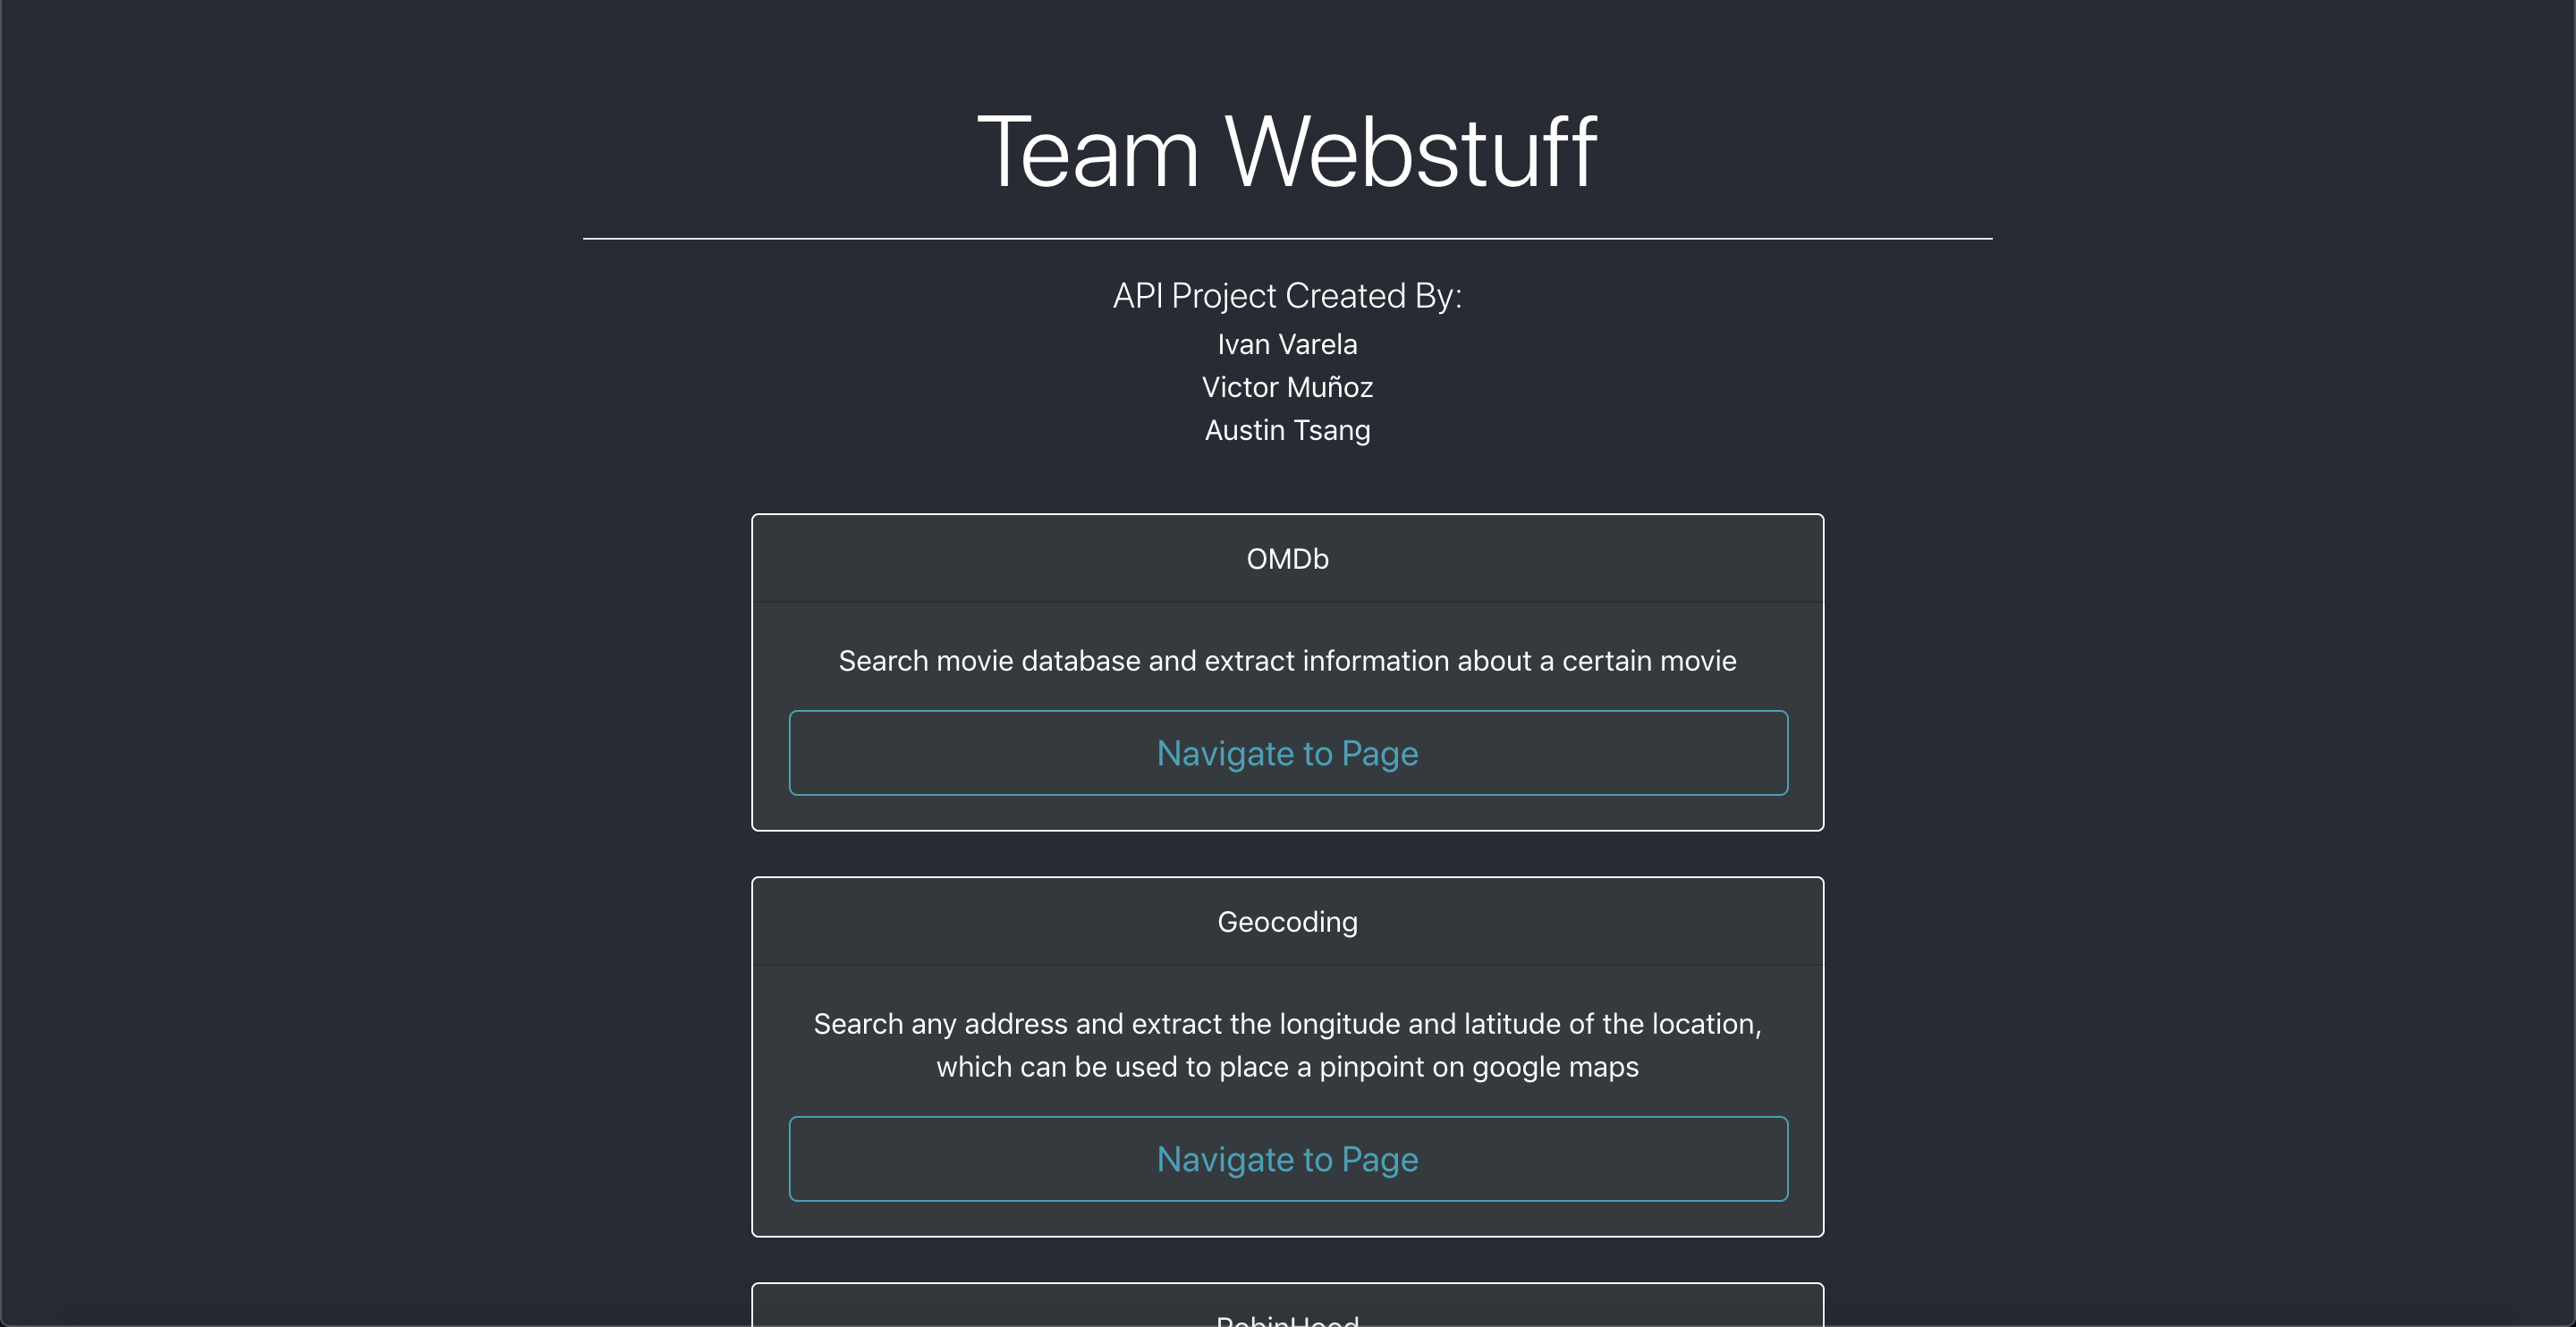 Team Webstuff
API Project Created By:
Ivan Varela
Victor Muñoz
Austin Tsang
OMDb
Search movie database and extract information about a certain movie
Navigate to Page
Geocoding
Search any address and extract the longitude and latitude of the location,
which can be used to place a pinpoint on google maps
Navigate to Page
RobinHood